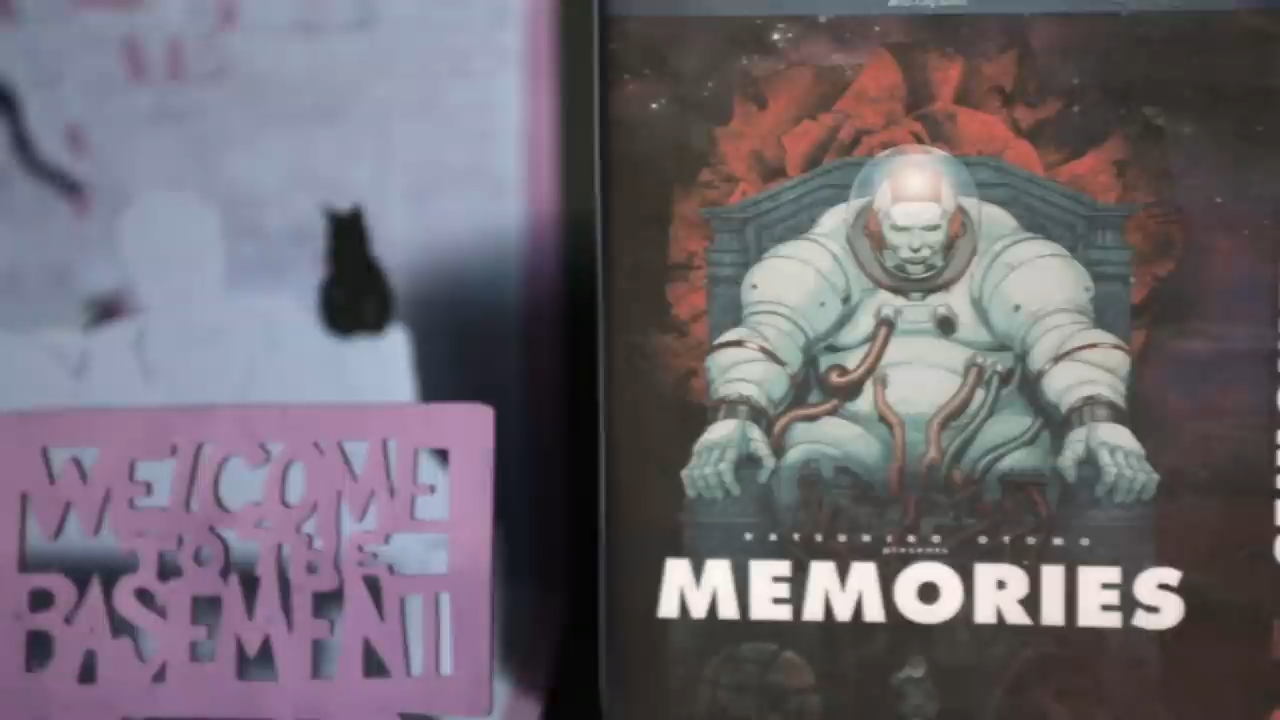 WELCOME
TO THE
BASEMENT
KATSUHIRO OTOMO
presents
MEMORIES